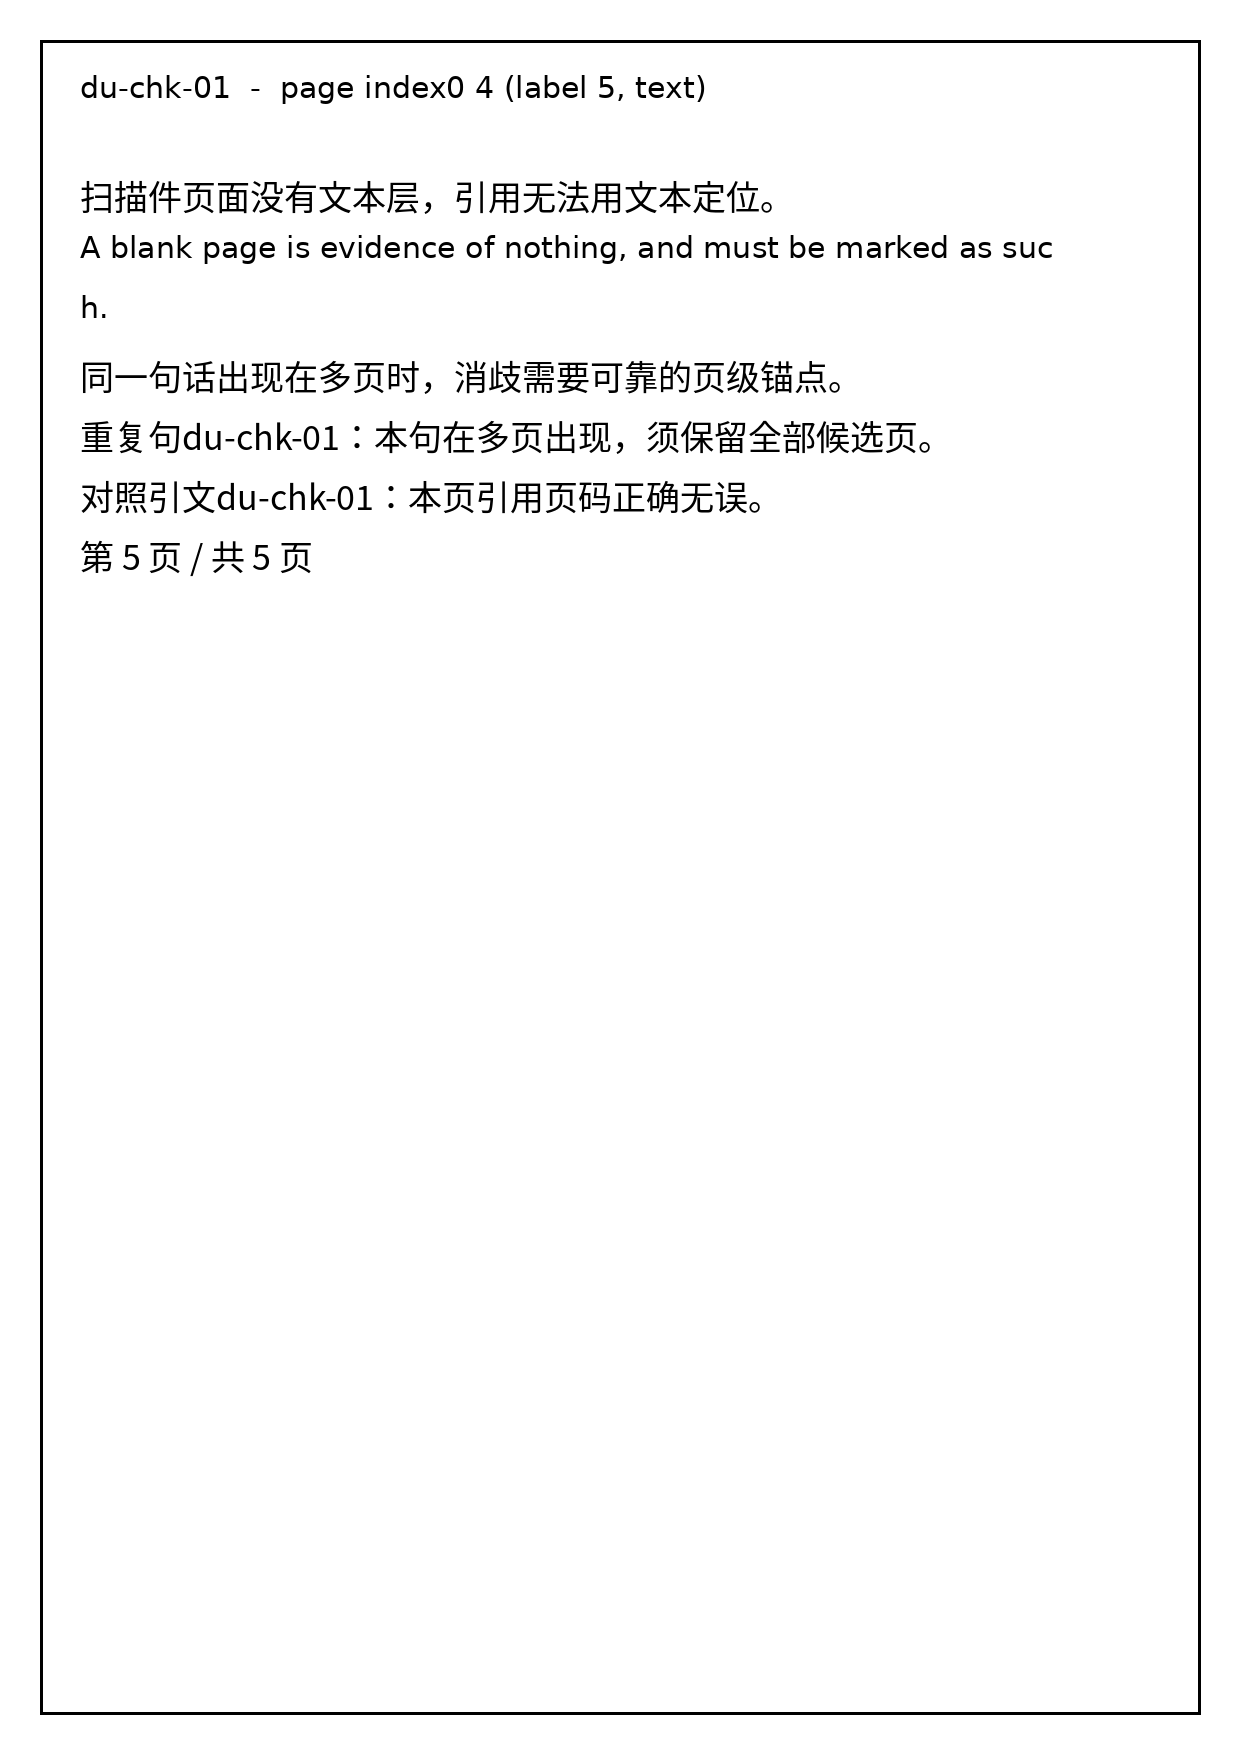 du-chk-01  -  page index0 4 (label 5, text)
扫描件页面没有文本层，引用无法用文本定位。
A blank page is evidence of nothing, and must be marked as suc
h.
同一句话出现在多页时，消歧需要可靠的页级锚点。
重复句du-chk-01：本句在多页出现，须保留全部候选页。
对照引文du-chk-01：本页引用页码正确无误。
第 5 页 / 共 5 页